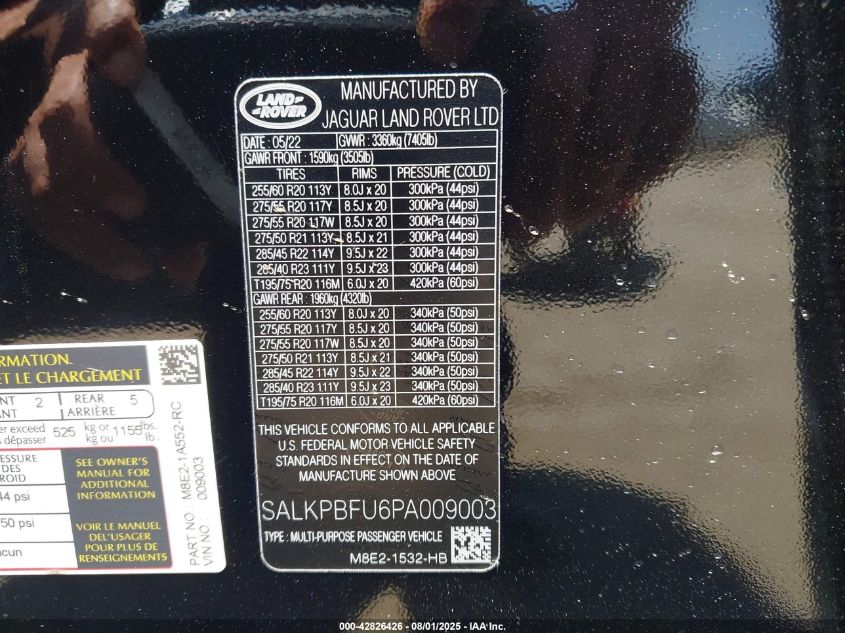 LAND-
-ROVER
MANUFACTURED BY
JAGUAR LAND ROVER LTD
DATE : 05/22 GVWR : 3360kg (7405lb)
GAWR FRONT : 1590kg (3505lb)
TIRES RIMS PRESSURE (COLD)
255/60 R20 113Y 8.0J x 20 300kPa (44psi)
275/55 R20 117Y 8.5J x 20 300kPa (44psi)
275/55 R20 117W 8.5J x 20 300kPa (44psi)
275/50 R21 113Y 8.5J x 21 300kPa (44psi)
285/45 R22 114Y 9.5J x 22 300kPa (44psi)
285/40 R23 111Y 9.5J x 23 300kPa (44psi)
T195/75 R20 116M 6.0J x 20 420kPa (60psi)
GAWR REAR : 1960kg (4320lb)
255/60 R20 113Y 8.0J x 20 340kPa (50psi)
275/55 R20 117Y 8.5J x 20 340kPa (50psi)
275/55 R20 117W 8.5J x 20 340kPa (50psi)
275/50 R21 113Y 8.5J x 21 340kPa (50psi)
285/45 R22 114Y 9.5J x 22 340kPa (50psi)
285/40 R23 111Y 9.5J x 23 340kPa (50psi)
T195/75 R20 116M 6.0J x 20 420kPa (60psi)
THIS VEHICLE CONFORMS TO ALL APPLICABLE
U.S. FEDERAL MOTOR VEHICLE SAFETY
STANDARDS IN EFFECT ON THE DATE OF
MANUFACTURE SHOWN ABOVE
SALKPBFU6PA009003
TYPE : MULTI-PURPOSE PASSENGER VEHICLE
M8E2-1532-HB
ORMATION.
ET LE CHARGEMENT
NT 2 REAR 5
ANT ARRIÈRE
er exceed 525 kg or 1155 lbs.
s dépasser kg ou lb.
ESSURE
DES
ROID
44 psi
50 psi
ucun
SEE OWNER'S
MANUAL FOR
ADDITIONAL
INFORMATION
VOIR LE MANUEL
DEL'USAGER
POUR PLUS DE
RENSEIGNEMENTS
PART NO: M8E2-1A552-RC
VIN NO: 009003
000-42826426 - 08/01/2025 - IAA Inc.